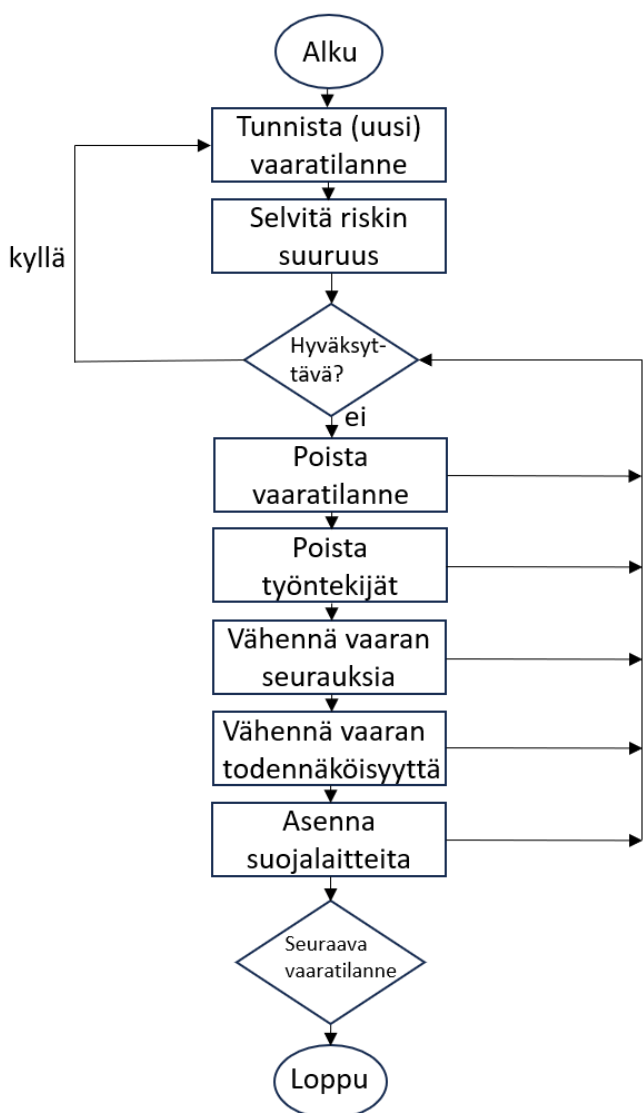 Alku
Tunnista (uusi)
vaaratilanne
Selvitä riskin
suuruus
kyllä
Hyväksyt-
tävä?
ei
Poista
vaaratilanne
Poista
työntekijät
Vähennä vaaran
seurauksia
Vähennä vaaran
todennäköisyyttä
Asenna
suojalaitteita
Seuraava
vaaratilanne
Loppu